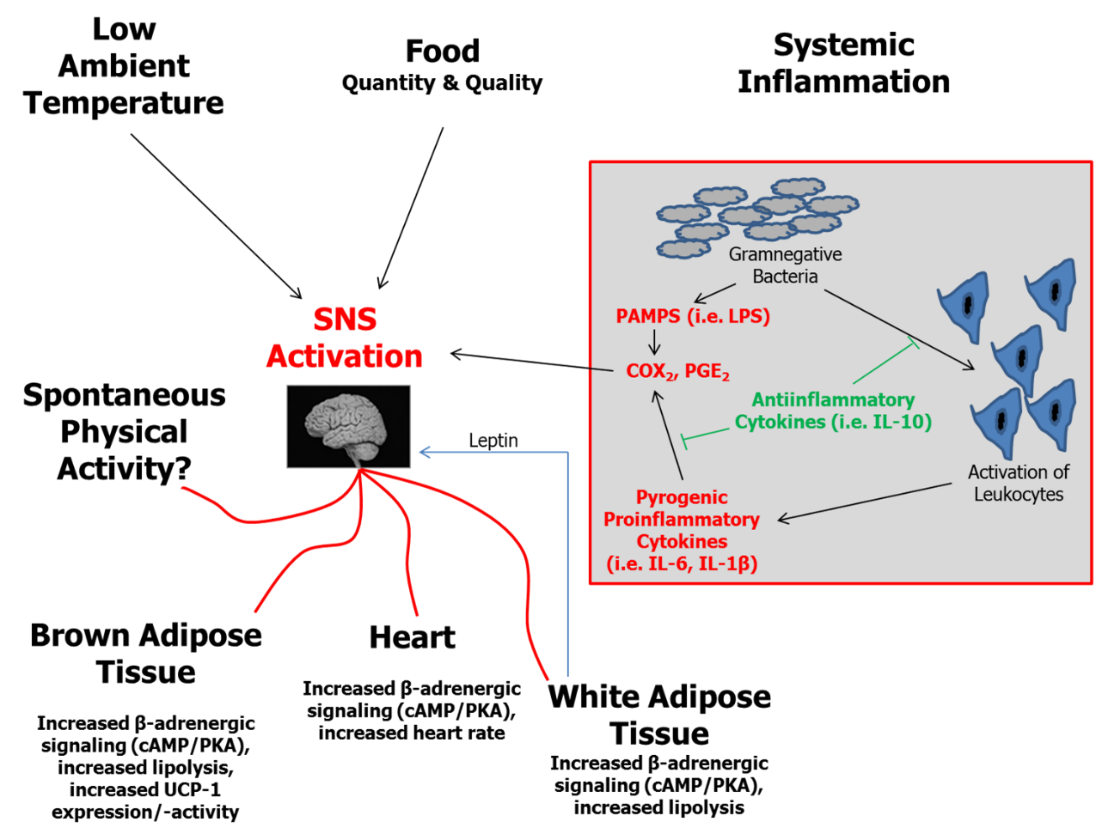 Low
Ambient
Temperature
Food
Quantity & Quality
Systemic
Inflammation
Gramnegative
Bacteria
PAMPS (i.e. LPS)
COX₂, PGE₂
Antiinflammatory
Cytokines (i.e. IL-10)
Activation of
Leukocytes
Pyrogenic
Proinflammatory
Cytokines
(i.e. IL-6, IL-1β)
SNS
Activation
Leptin
Spontaneous
Physical
Activity?
Brown Adipose
Tissue
Increased β-adrenergic
signaling (cAMP/PKA),
increased lipolysis,
increased UCP-1
expression/-activity
Heart
Increased β-adrenergic
signaling (cAMP/PKA),
increased heart rate
White Adipose
Tissue
Increased β-adrenergic
signaling (cAMP/PKA),
increased lipolysis